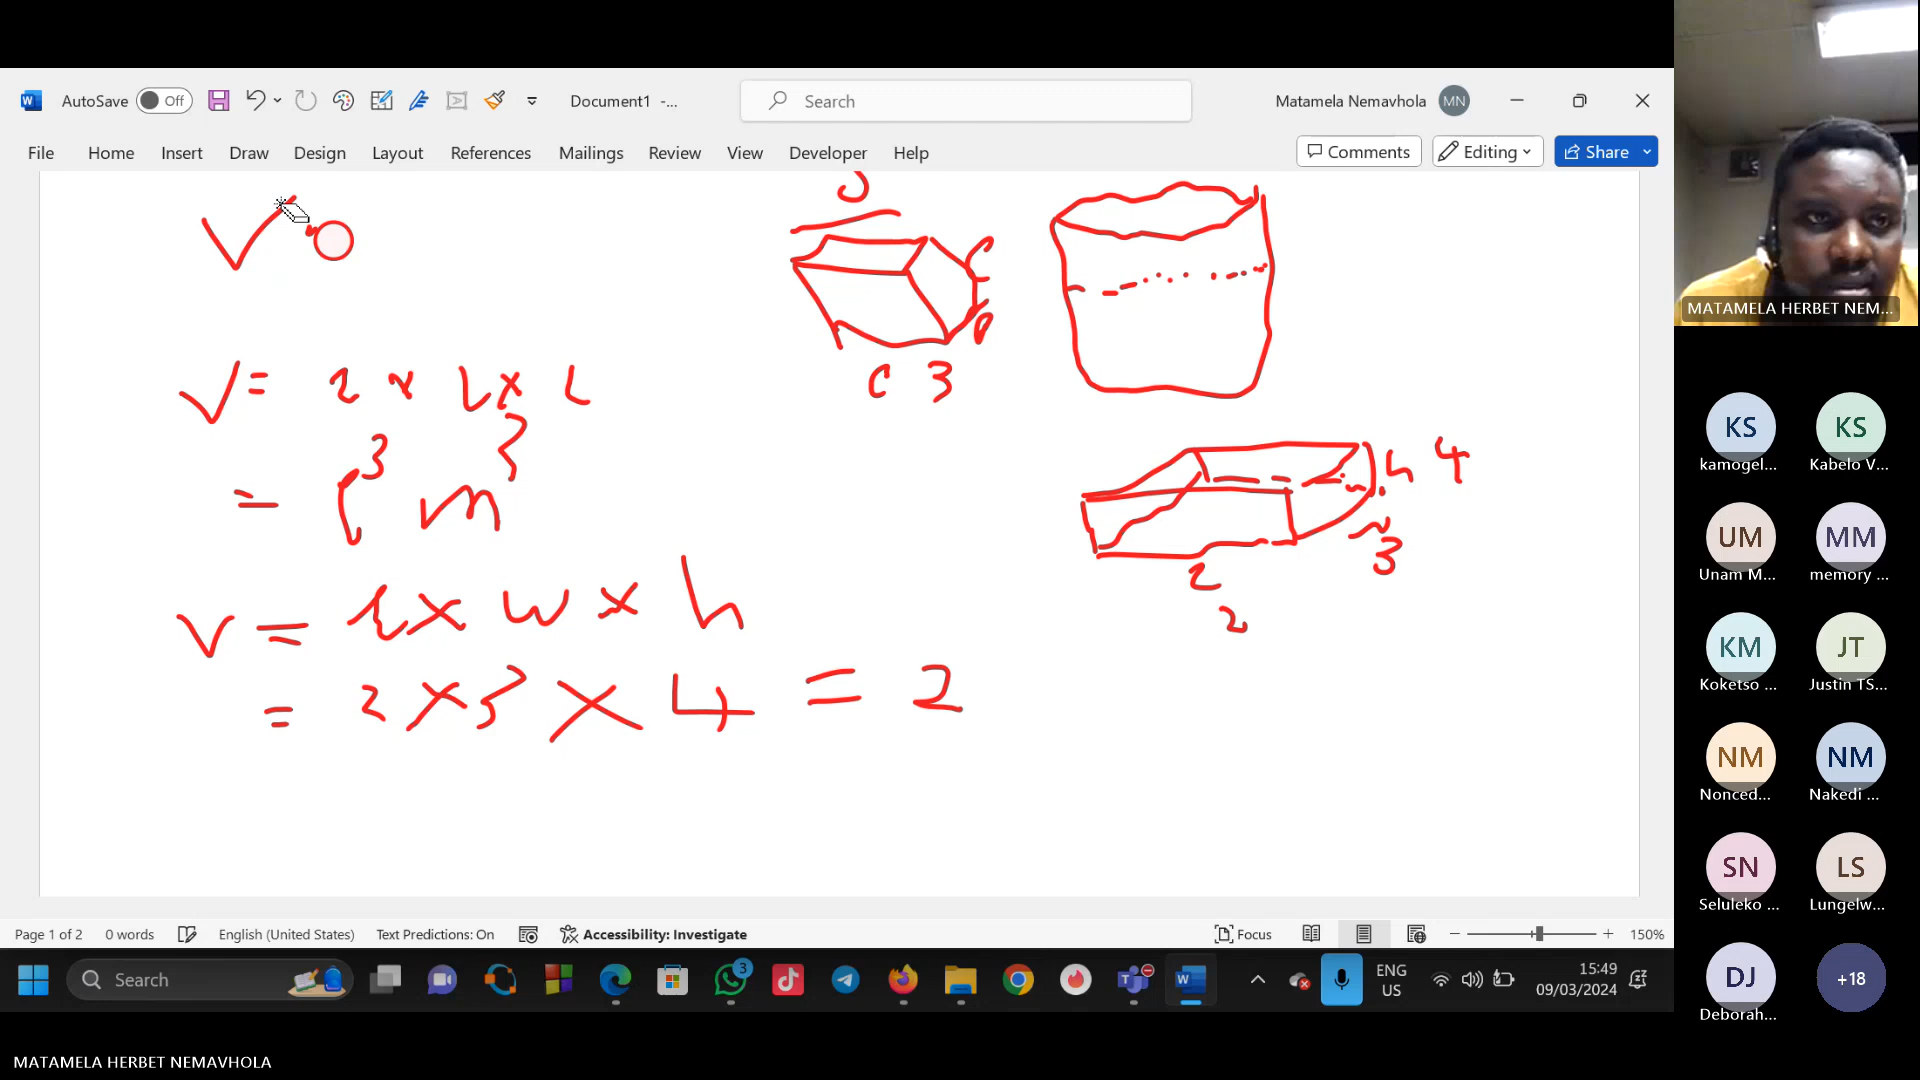 AutoSave Off Document1 -... Search Matamela Nemavhola MN
File Home Insert Draw Design Layout References Mailings Review View Developer Help Comments Editing Share
MATAMELA HERBET NEM...
3
h 4
3
2
2
V = l x w x h
= 2 x 3 x 4 = 2
KS KS
kamogel... Kabelo V...
UM MM
Unam M... memory ...
KM JT
Koketso ... Justin TS...
NM NM
Nonced... Nakedi ...
SN LS
Seluleko ... Lungelw...
DJ +18
Deborah...
Page 1 of 2 0 words English (United States) Text Predictions: On Accessibility: Investigate Focus 150%
Search 3 ENG US 15:49 09/03/2024
MATAMELA HERBET NEMAVHOLA